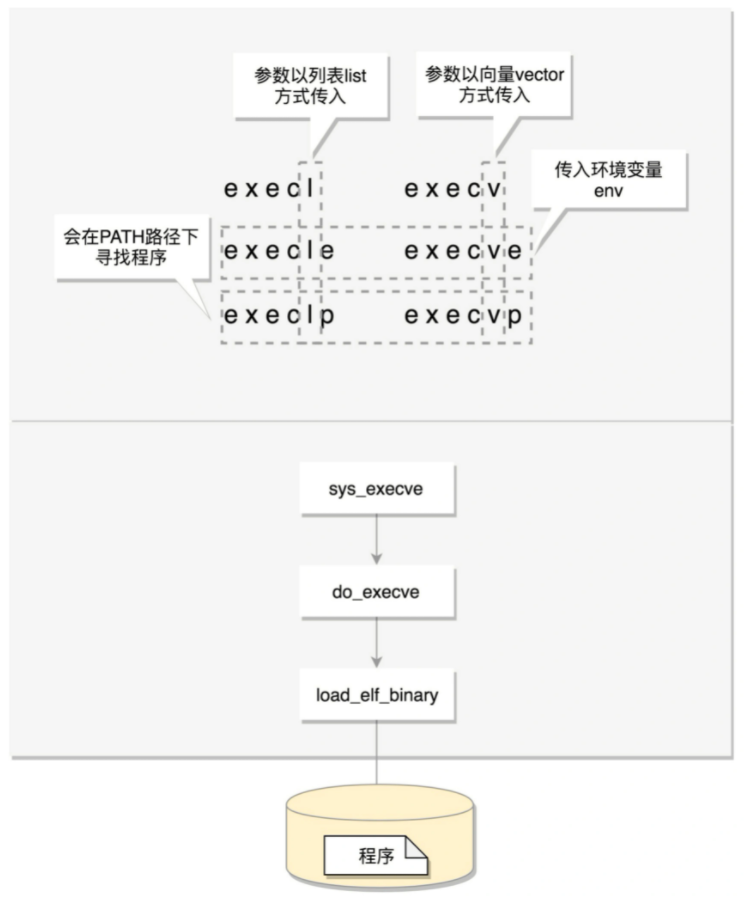 参数以列表list
方式传入
参数以向量vector
方式传入
execl
execv
传入环境变量
env
会在PATH路径下
寻找程序
execle
execve
execlp
execvp
sys_execve
do_execve
load_elf_binary
程序